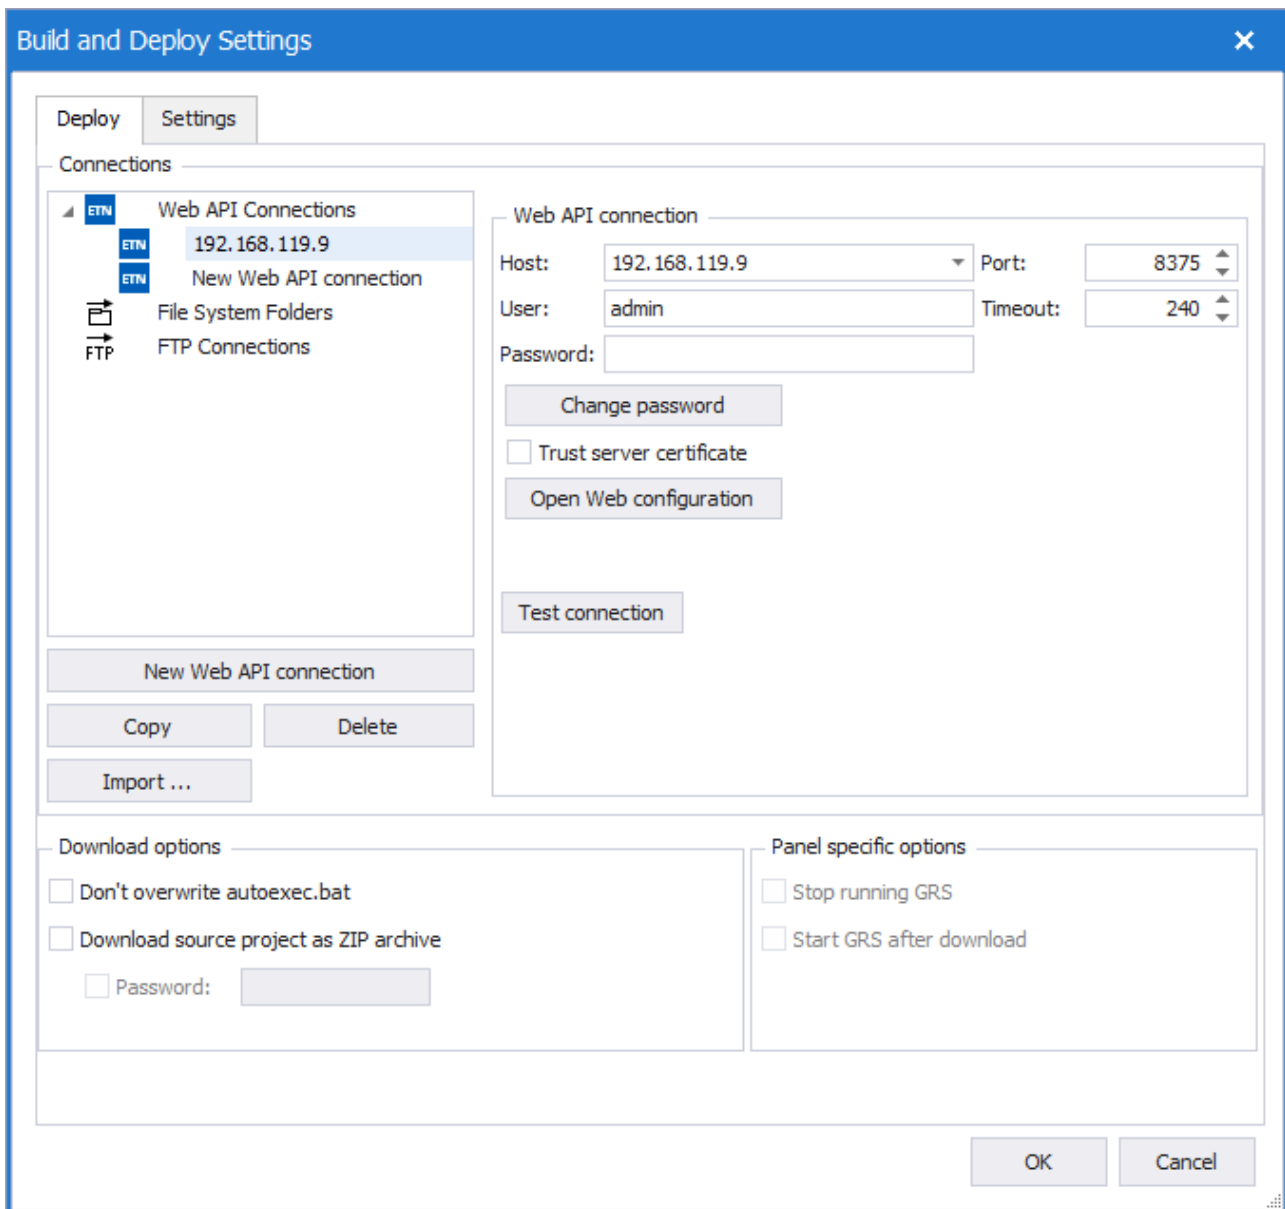 Build and Deploy Settings
Deploy
Settings
Connections
ETN Web API Connections
ETN 192.168.119.9
ETN New Web API connection
File System Folders
FTP FTP Connections
New Web API connection
Copy
Delete
Import ...
Web API connection
Host: 192.168.119.9 Port: 8375
User: admin Timeout: 240
Password:
Change password
Trust server certificate
Open Web configuration
Test connection
Download options
Don't overwrite autoexec.bat
Download source project as ZIP archive
Password:
Panel specific options
Stop running GRS
Start GRS after download
OK
Cancel